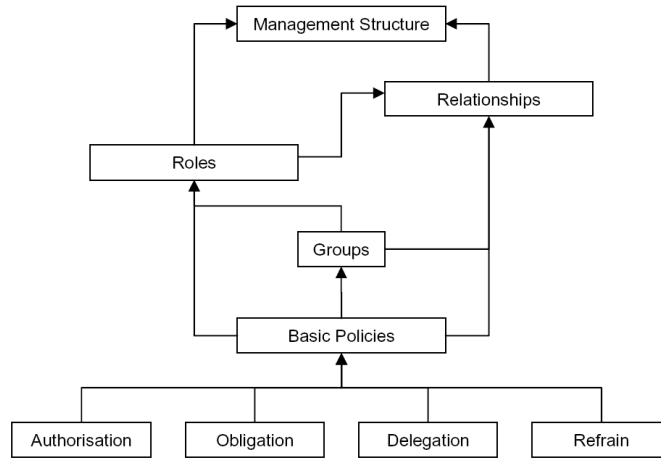 Management Structure
Relationships
Roles
Groups
Basic Policies
Authorisation
Obligation
Delegation
Refrain